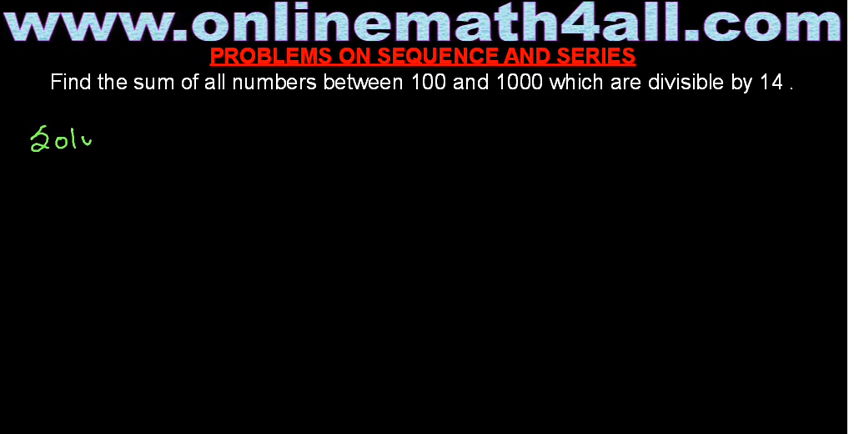 www.onlinemath4all.com
PROBLEMS ON SEQUENCE AND SERIES
Find the sum of all numbers between 100 and 1000 which are divisible by 14 .
Solu